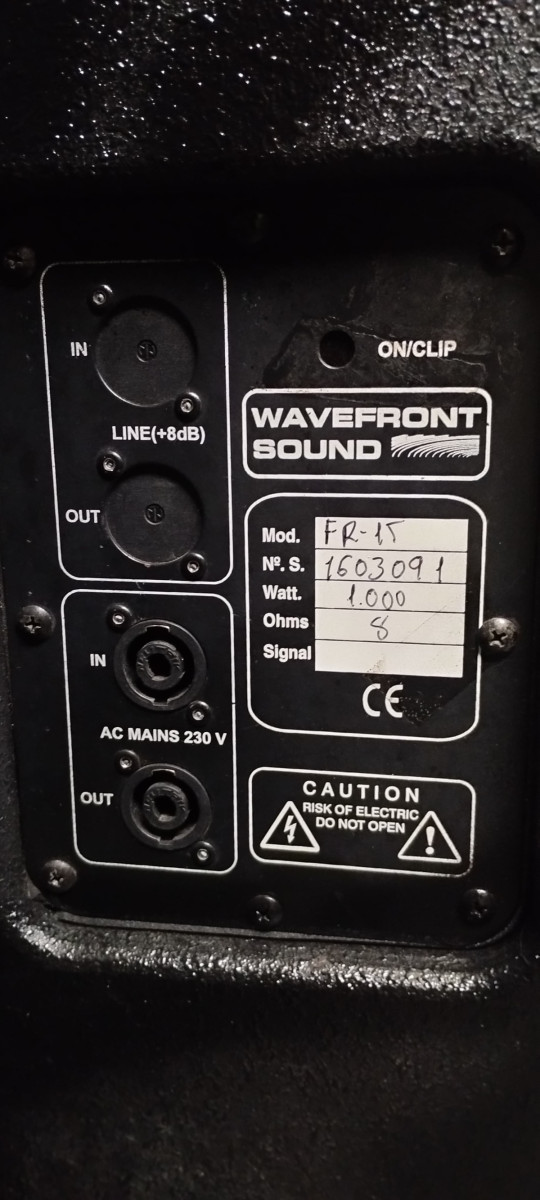 IN
LINE(+8dB)
OUT
IN
AC MAINS 230 V
OUT
ON/CLIP
WAVEFRONT
SOUND
Mod. FR-15
Nº. S. 1603091
Watt. 1.000
Ohms 8
Signal
CE
CAUTION
RISK OF ELECTRIC
DO NOT OPEN